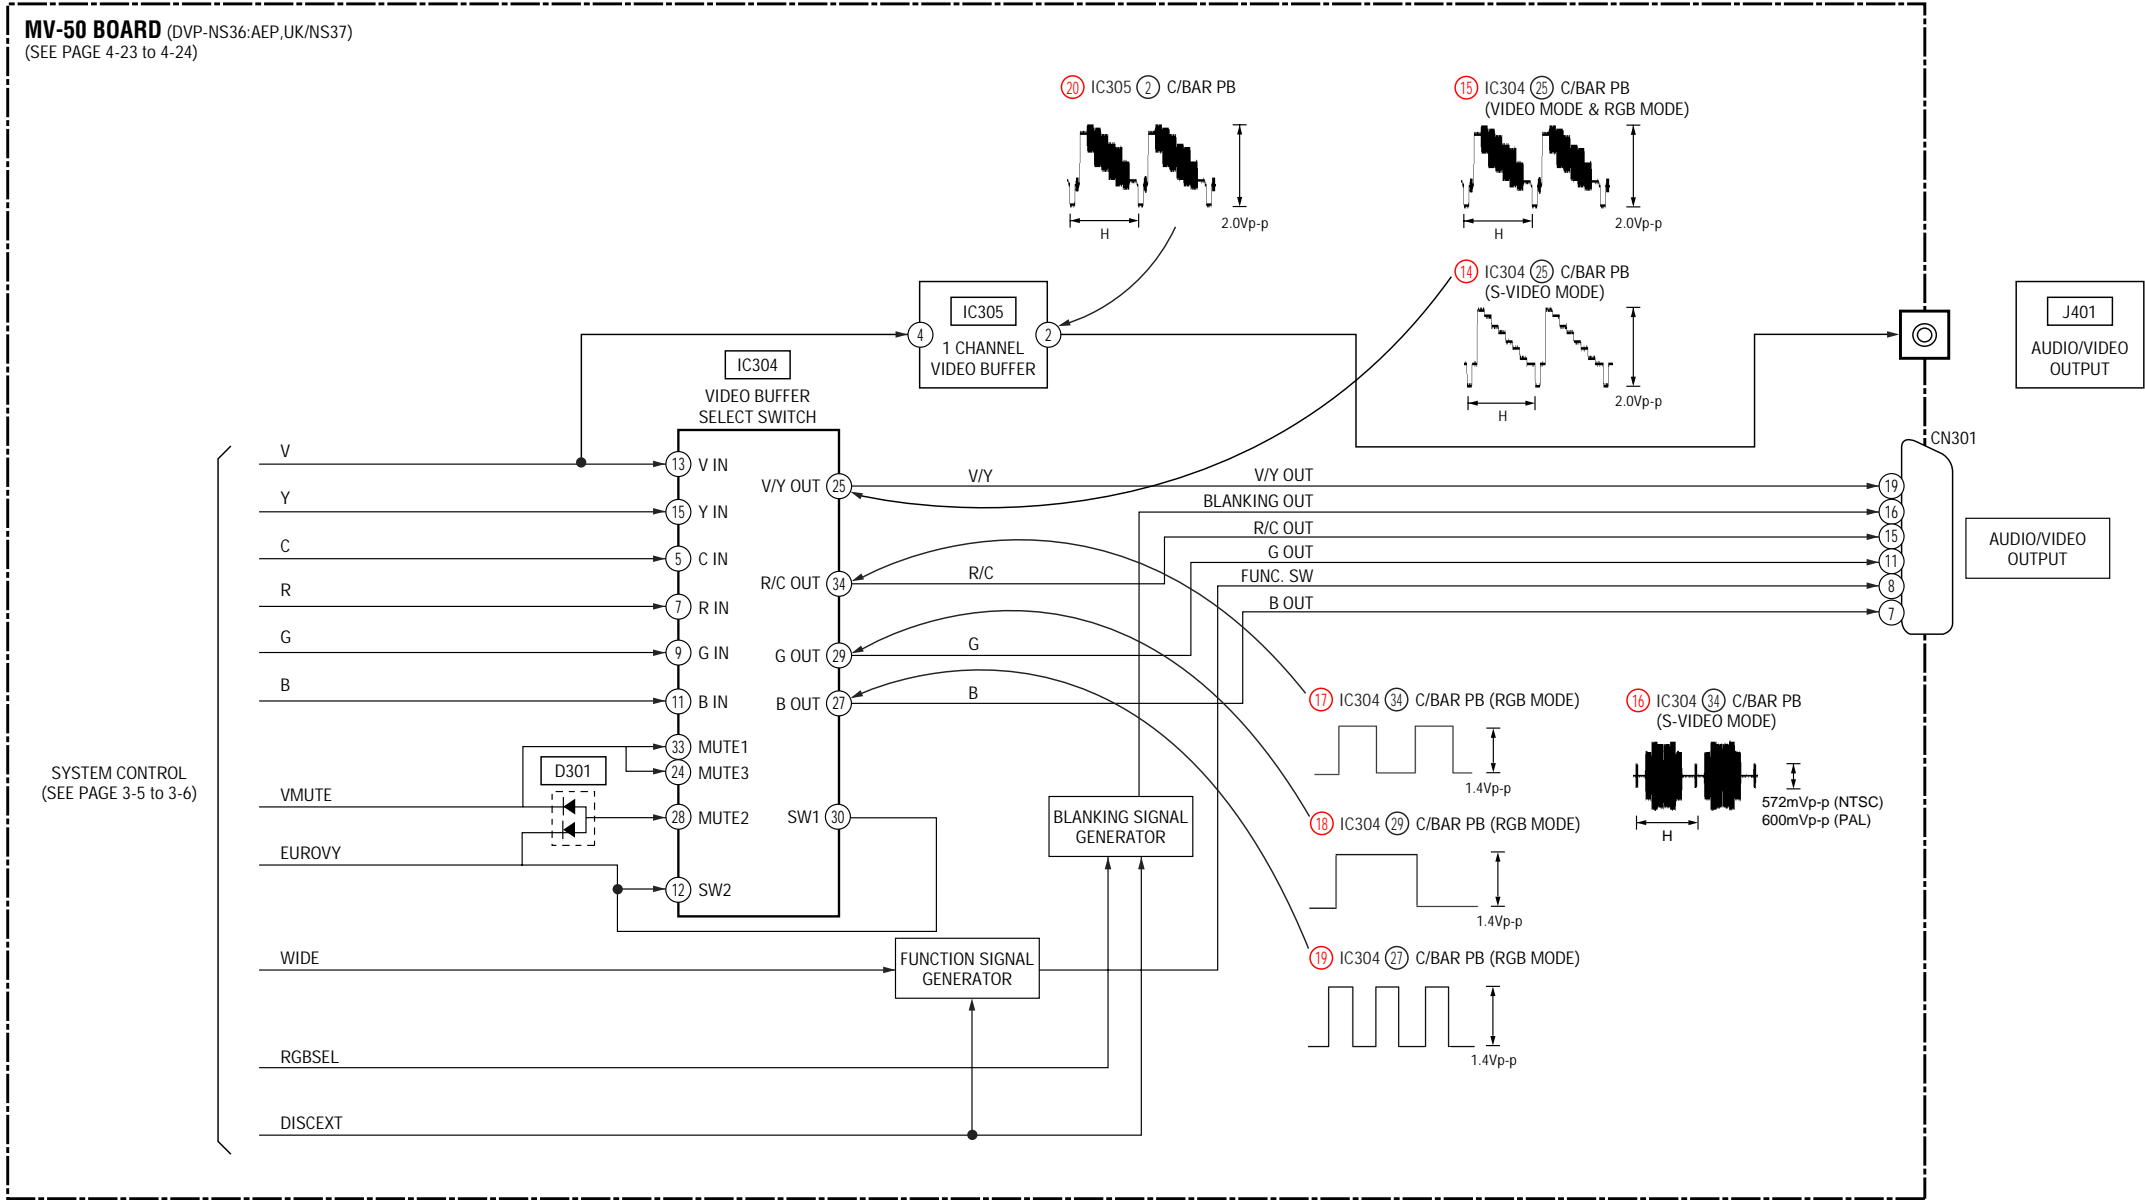 MV-50 BOARD (DVP-NS36:AEP,UK/NS37)
(SEE PAGE 4-23 to 4-24)
20 IC305 2 C/BAR PB
H
2.0Vp-p
15 IC304 25 C/BAR PB
(VIDEO MODE & RGB MODE)
H
2.0Vp-p
14 IC304 25 C/BAR PB
(S-VIDEO MODE)
H
2.0Vp-p
IC305
4
2
1 CHANNEL
VIDEO BUFFER
J401
AUDIO/VIDEO
OUTPUT
IC304
VIDEO BUFFER
SELECT SWITCH
SYSTEM CONTROL
(SEE PAGE 3-5 to 3-6)
V
Y
C
R
G
B
VMUTE
EUROVY
WIDE
RGBSEL
DISCEXT
D301
13 V IN
15 Y IN
5 C IN
7 R IN
9 G IN
11 B IN
33 MUTE1
24 MUTE3
28 MUTE2
12 SW2
V/Y OUT 25
R/C OUT 34
G OUT 29
B OUT 27
SW1 30
V/Y
R/C
G
B
V/Y OUT
BLANKING OUT
R/C OUT
G OUT
FUNC. SW
B OUT
CN301
19
16
15
11
8
7
AUDIO/VIDEO
OUTPUT
BLANKING SIGNAL
GENERATOR
FUNCTION SIGNAL
GENERATOR
17 IC304 34 C/BAR PB (RGB MODE)
1.4Vp-p
16 IC304 34 C/BAR PB
(S-VIDEO MODE)
572mVp-p (NTSC)
600mVp-p (PAL)
H
18 IC304 29 C/BAR PB (RGB MODE)
1.4Vp-p
19 IC304 27 C/BAR PB (RGB MODE)
1.4Vp-p